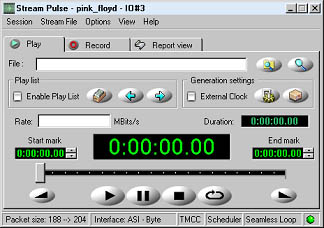 Stream Pulse - pink_floyd - IO#3
Session Stream File Options View Help
Play Record Report view
File :
Play list Generation settings
Enable Play List External Clock
Rate: MBits/s Duration: 0:00:00.00
Start mark End mark
0:00:00.00 0:00:00.00 0:00:00.00
Packet size: 188 --> 204 Interface: ASI - Byte TMCC Scheduler Seamless Loop